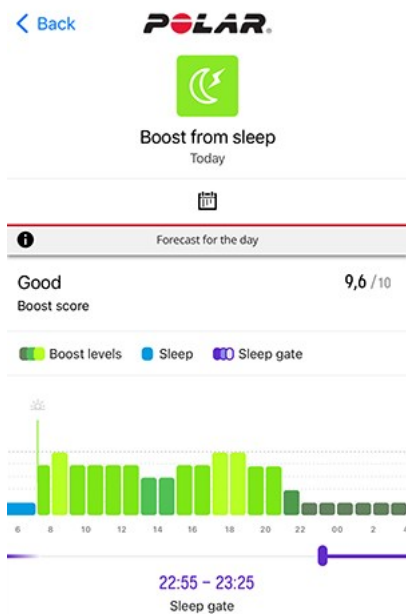 Back
POLAR.
Boost from sleep
Today
Forecast for the day
Good
9,6 /10
Boost score
Boost levels
Sleep
Sleep gate
6 8 10 12 14 16 18 20 22 00 2 4
22:55 – 23:25
Sleep gate